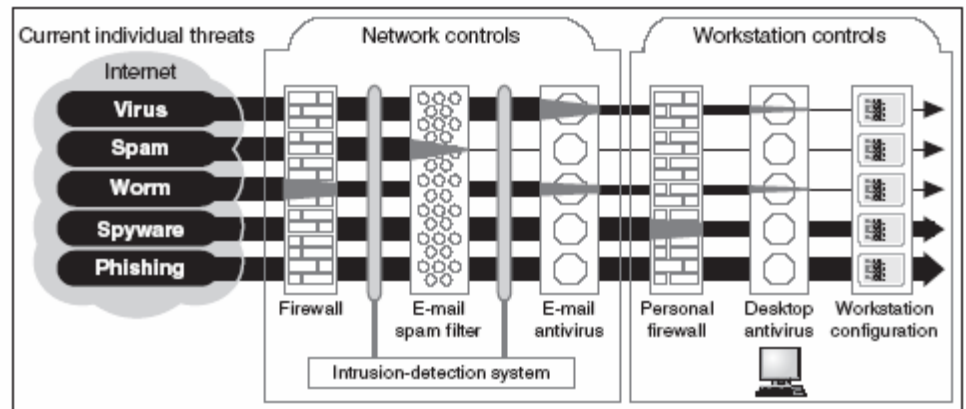 Current individual threats
Network controls
Workstation controls
Internet
Virus
Spam
Worm
Spyware
Phishing
Firewall
E-mail
spam filter
E-mail
antivirus
Personal
firewall
Desktop
antivirus
Workstation
configuration
Intrusion-detection system